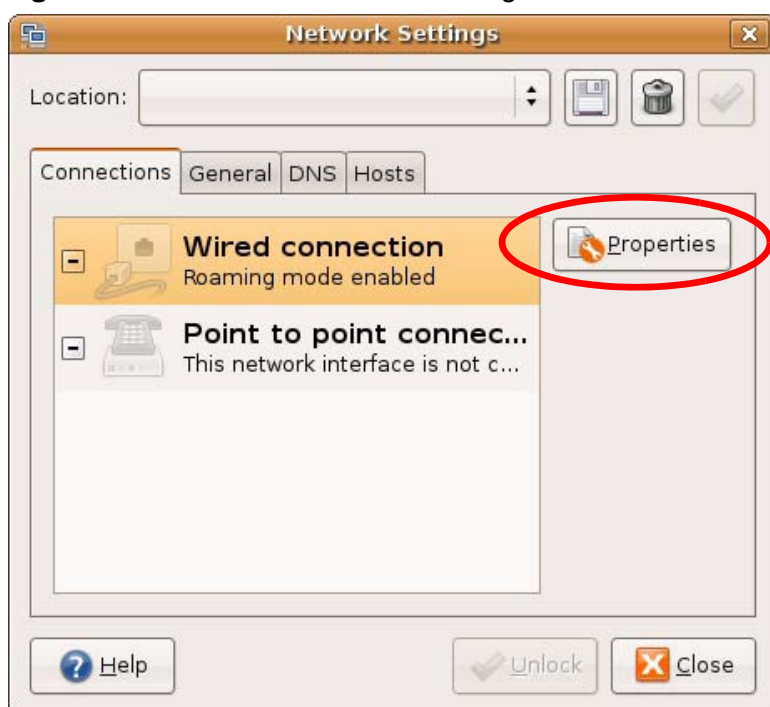 Network Settings
Location:
Connections General DNS Hosts
Wired connection
Roaming mode enabled
Properties
Point to point connec...
This network interface is not c...
Help
Unlock
Close